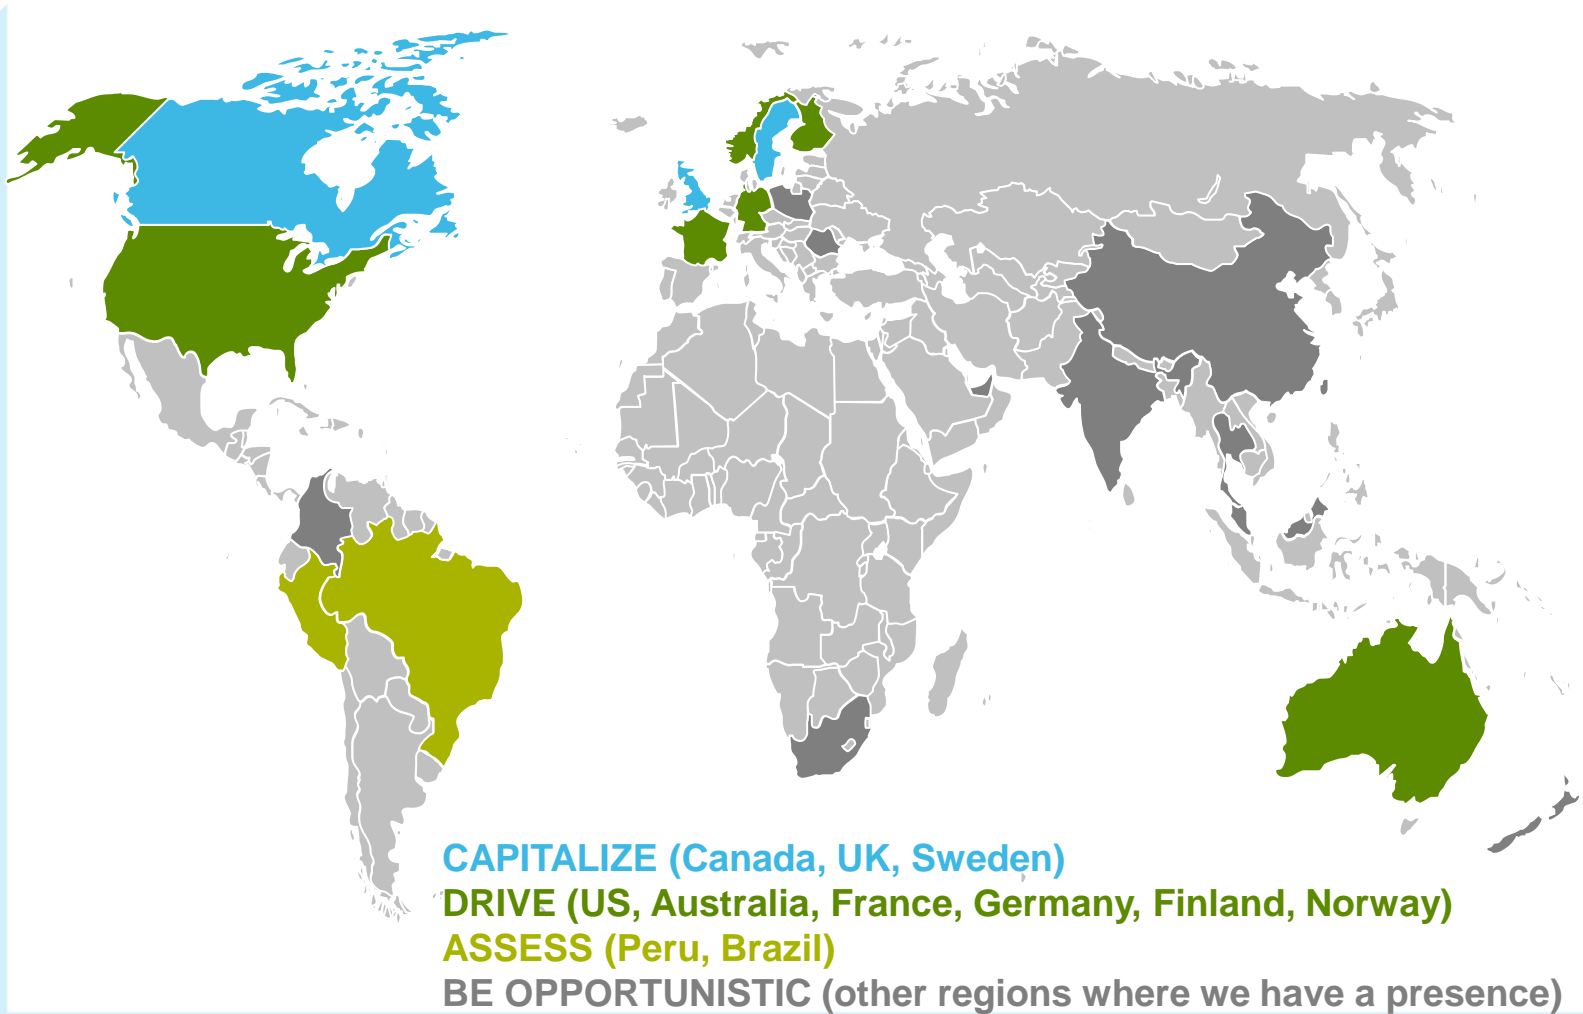 CAPITALIZE (Canada, UK, Sweden)
DRIVE (US, Australia, France, Germany, Finland, Norway)
ASSESS (Peru, Brazil)
BE OPPORTUNISTIC (other regions where we have a presence)